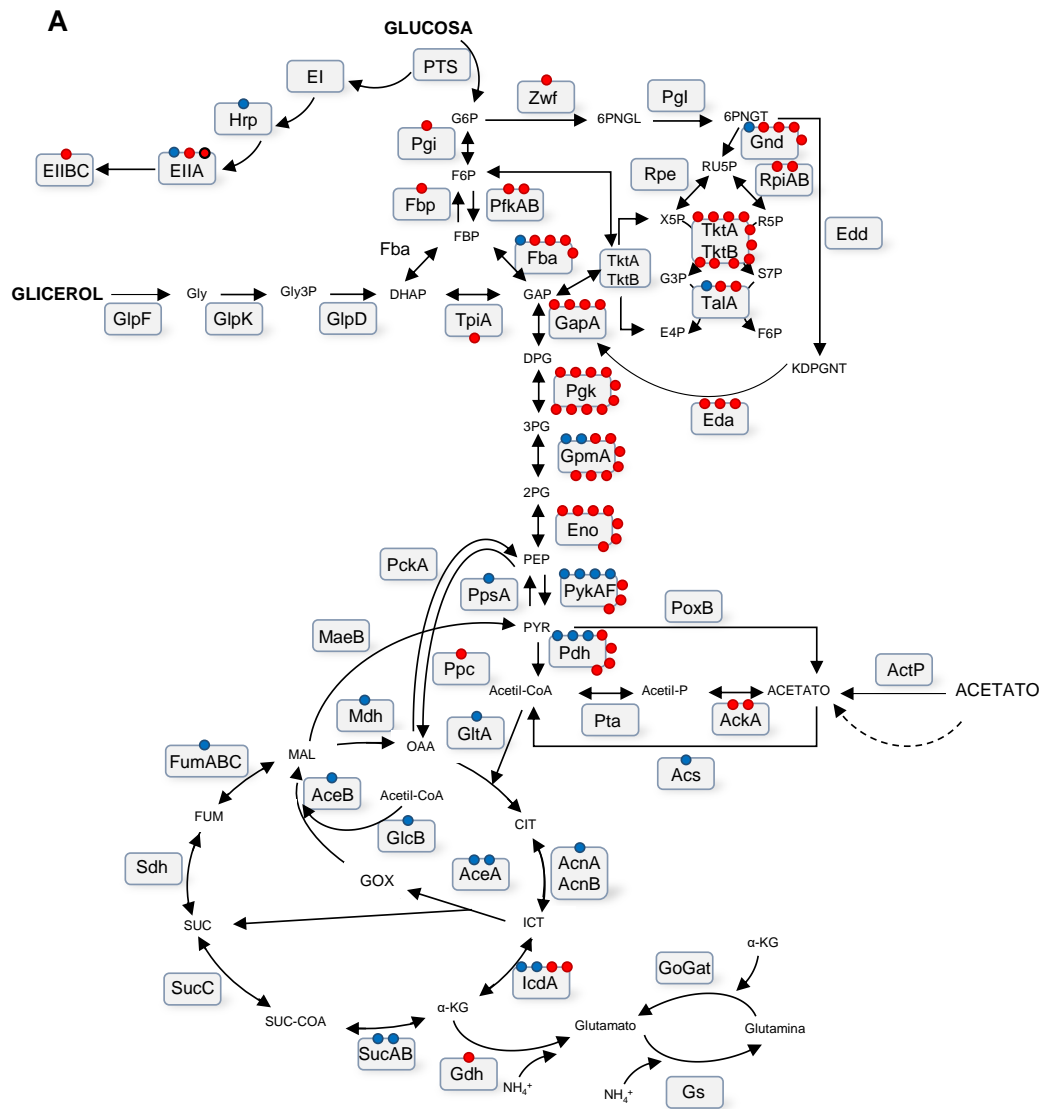 A
GLUCOSA
PTS
EI
Zwf
Pgl
Hrp
G6P
6PNGL
6PNGT
Pgi
Gnd
EIIBC
EIIA
F6P
Rpe
RU5P
RpiAB
Fbp
PfkAB
X5P
R5P
FBP
TktA
TktB
Edd
Fba
Fba
TktA
TktB
G3P
S7P
GLICEROL
Gly
Gly3P
DHAP
GAP
TalA
GlpF
GlpK
GlpD
TpiA
GapA
E4P
F6P
DPG
KDPGNT
Pgk
Eda
3PG
GpmA
2PG
Eno
PEP
PckA
PpsA
PykAF
PoxB
PYR
MaeB
Pdh
Ppc
ActP
Acetil-CoA
Acetil-P
ACETATO
ACETATO
Mdh
GltA
Pta
AckA
FumABC
MAL
OAA
Acs
AceB
Acetil-CoA
FUM
CIT
GlcB
Sdh
AceA
AcnA
AcnB
GOX
SUC
ICT
α-KG
GoGat
SucC
IcdA
α-KG
SUC-COA
Glutamato
Glutamina
SucAB
Gdh
NH₄⁺
NH₄⁺
Gs